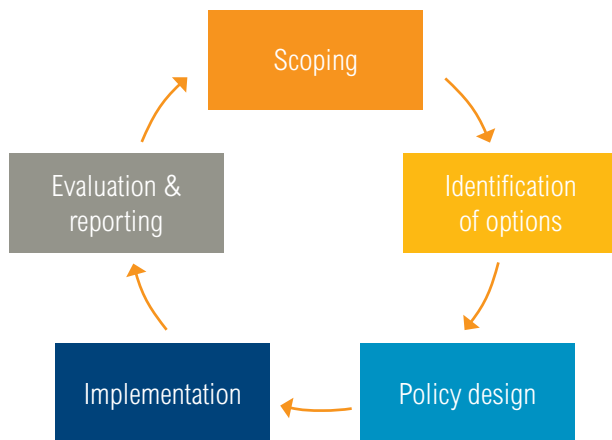 Scoping
Identification
of options
Policy design
Implementation
Evaluation &
reporting